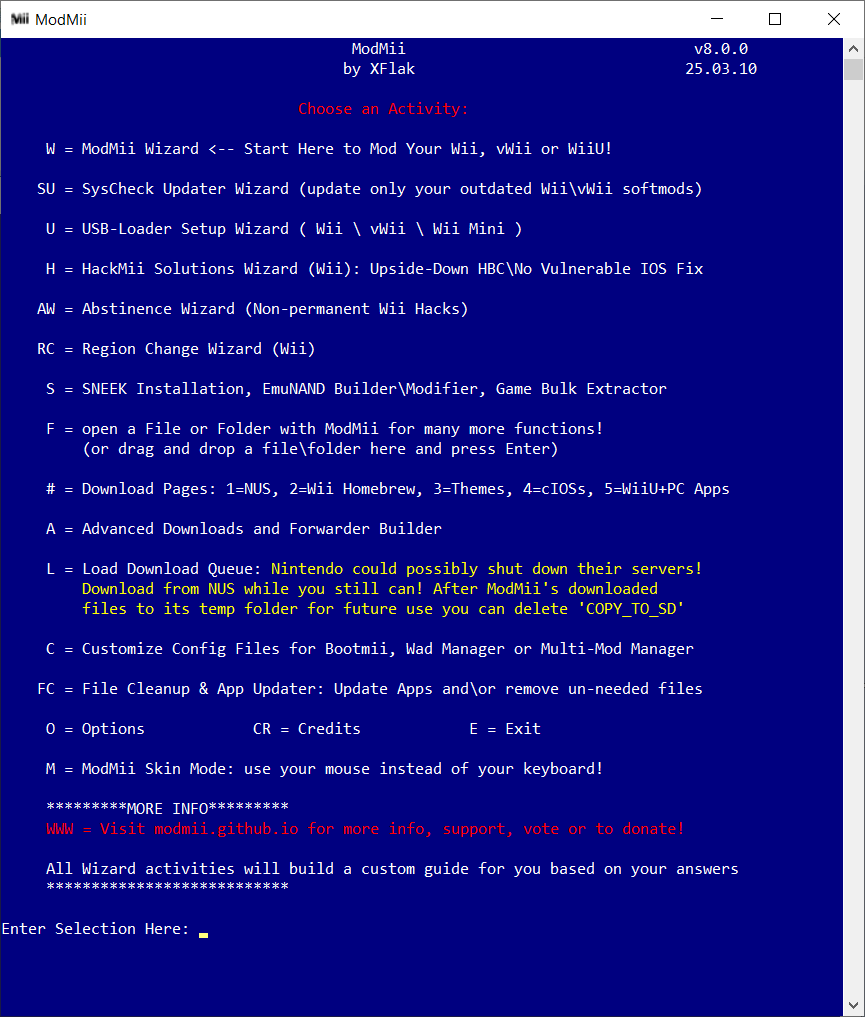 Mii ModMii
ModMii v8.0.0
by XFlak 25.03.10
Choose an Activity:
W = ModMii Wizard <-- Start Here to Mod Your Wii, vWii or WiiU!
SU = SysCheck Updater Wizard (update only your outdated Wii\vWii softmods)
U = USB-Loader Setup Wizard ( Wii \ vWii \ Wii Mini )
H = HackMii Solutions Wizard (Wii): Upside-Down HBC\No Vulnerable IOS Fix
AW = Abstinence Wizard (Non-permanent Wii Hacks)
RC = Region Change Wizard (Wii)
S = SNEEK Installation, EmuNAND Builder\Modifier, Game Bulk Extractor
F = open a File or Folder with ModMii for many more functions!
(or drag and drop a file\folder here and press Enter)
# = Download Pages: 1=NUS, 2=Wii Homebrew, 3=Themes, 4=cIOSs, 5=WiiU+PC Apps
A = Advanced Downloads and Forwarder Builder
L = Load Download Queue: Nintendo could possibly shut down their servers!
Download from NUS while you still can! After ModMii's downloaded
files to its temp folder for future use you can delete 'COPY_TO_SD'
C = Customize Config Files for Bootmii, Wad Manager or Multi-Mod Manager
FC = File Cleanup & App Updater: Update Apps and\or remove un-needed files
O = Options CR = Credits E = Exit
M = ModMii Skin Mode: use your mouse instead of your keyboard!
*********MORE INFO*********
WWW = Visit modmii.github.io for more info, support, vote or to donate!
All Wizard activities will build a custom guide for you based on your answers
***************************
Enter Selection Here: